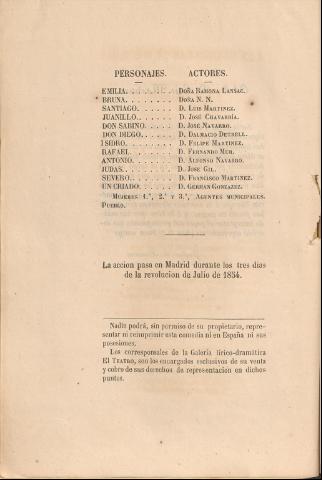 PERSONAJES. ACTORES.
EMILIA. . . . . . . . DOÑA RAMONA LANSAC.
BRUNA. . . . . . . . DOÑA N. N.
SANTIAGO. . . . . . D. LUIS MARTINEZ.
JUANILLO. . . . . . D. JOSÉ CHAVARRÍA.
DON SABINO. . . . . D. JOSÉ NAVARRO.
DON DIEGO. . . . . . D. DALMACIO DETRELL.
ISIDRO. . . . . . . . D. FELIPE MARTINEZ.
RAFAEL. . . . . . . D. FERNANDO MUR.
ANTONIO. . . . . . . D. ALFONSO NAVARRO.
JUDAS. . . . . . . . D. JOSÉ GIL.
SEVERO. . . . . . . D. FRANCISCO MARTINEZ.
UN CRIADO. . . . . . D. GERMAN GONZALEZ.
MUJERES 1.ª, 2.ª Y 3.ª, AGENTES MUNICIPALES.
PUEBLO.
La accion pasa en Madrid durante los tres dias
de la revolucion de Julio de 1854.
Nadie podrá, sin permiso de su propietario, repre-
sentar ni reimprimir esta comedia ni en España ni sus
posesiones.
Los corresponsales de la Galería lírico-dramática
EL TEATRO, son los encargados esclusivos de su venta
y cobro de sus derechos de representacion en dichos
puntos.